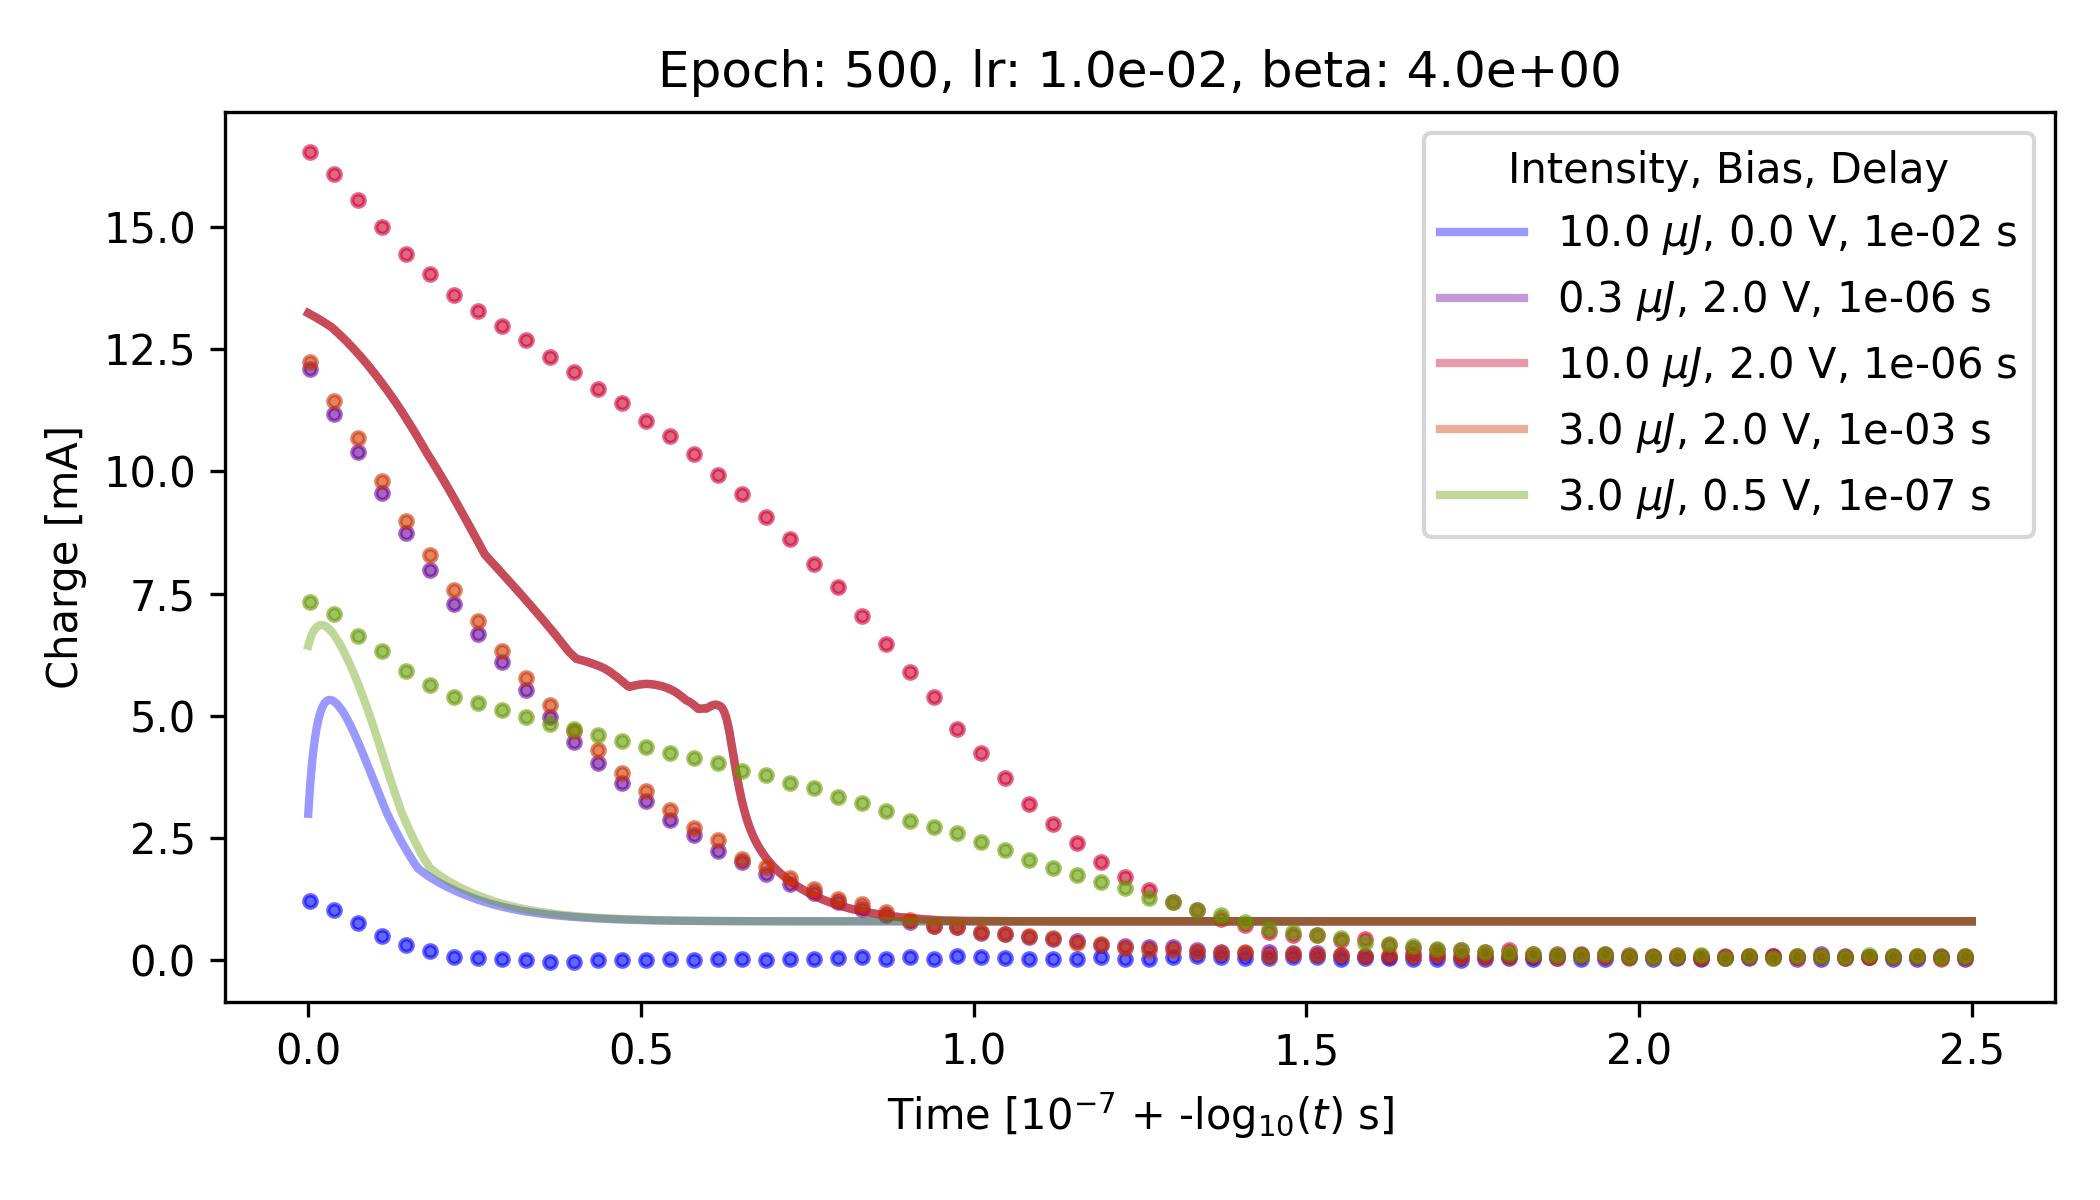 Epoch: 500, lr: 1.0e-02, beta: 4.0e+00
Intensity, Bias, Delay
10.0 μJ, 0.0 V, 1e-02 s
0.3 μJ, 2.0 V, 1e-06 s
10.0 μJ, 2.0 V, 1e-06 s
3.0 μJ, 2.0 V, 1e-03 s
3.0 μJ, 0.5 V, 1e-07 s
Charge [mA]
15.0
12.5
10.0
7.5
5.0
2.5
0.0
0.0 0.5 1.0 1.5 2.0 2.5
Time [10⁻⁷ + -log₁₀(t) s]